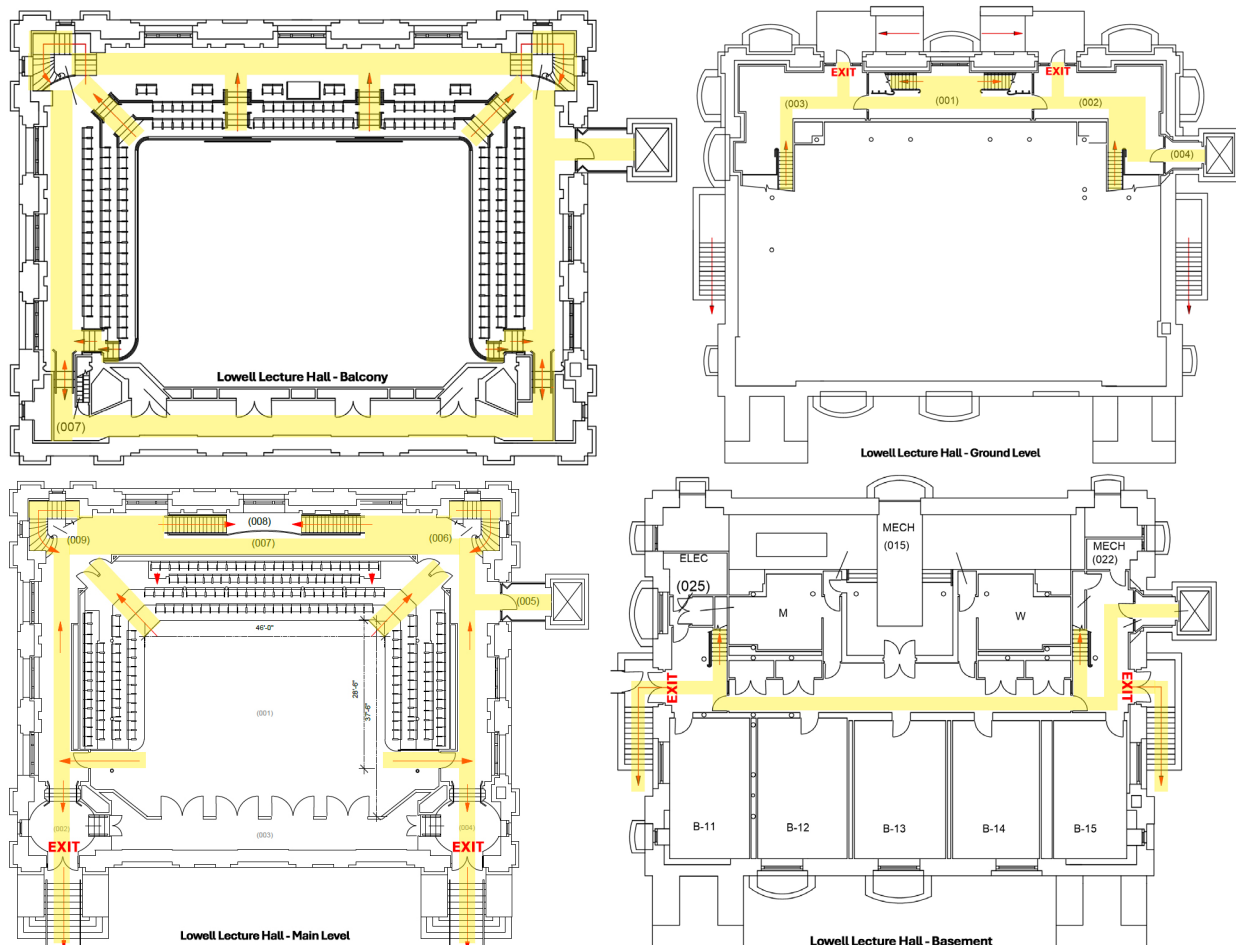 Lowell Lecture Hall - Balcony
(007)
EXIT
EXIT
(003)
(001)
(002)
(004)
Lowell Lecture Hall - Ground Level
(008)
(009)
(007)
(006)
(005)
46'-0"
28'-6"
37'-6"
(001)
(002)
(003)
(004)
EXIT
EXIT
Lowell Lecture Hall - Main Level
MECH
(015)
ELEC
(025)
MECH
(022)
M
W
EXIT
EXIT
B-11
B-12
B-13
B-14
B-15
Lowell Lecture Hall - Basement